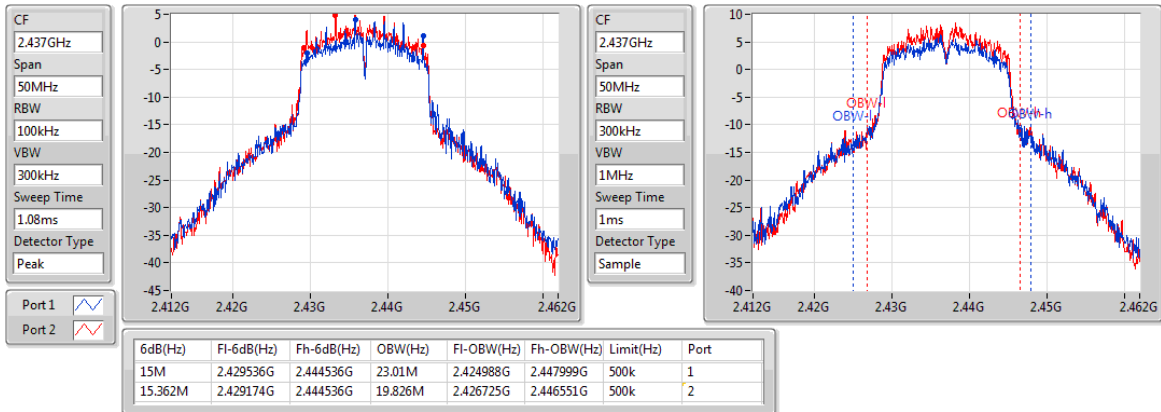 CF
2.437GHz
Span
50MHz
RBW
100kHz
VBW
300kHz
Sweep Time
1.08ms
Detector Type
Peak
Port 1
Port 2
5
0
-5
-10
-15
-20
-25
-30
-35
-40
-45
2.412G 2.42G 2.43G 2.44G 2.45G 2.462G
CF
2.437GHz
Span
50MHz
RBW
300kHz
VBW
1MHz
Sweep Time
1ms
Detector Type
Sample
10
5
0
-5
-10
-15
-20
-25
-30
-35
-40
OBW-l
OBW-l
OBW-h
2.412G 2.42G 2.43G 2.44G 2.45G 2.462G
6dB(Hz) Fl-6dB(Hz) Fh-6dB(Hz) OBW(Hz) Fl-OBW(Hz) Fh-OBW(Hz) Limit(Hz) Port
15M 2.429536G 2.444536G 23.01M 2.424988G 2.447999G 500k 1
15.362M 2.429174G 2.444536G 19.826M 2.426725G 2.446551G 500k 2